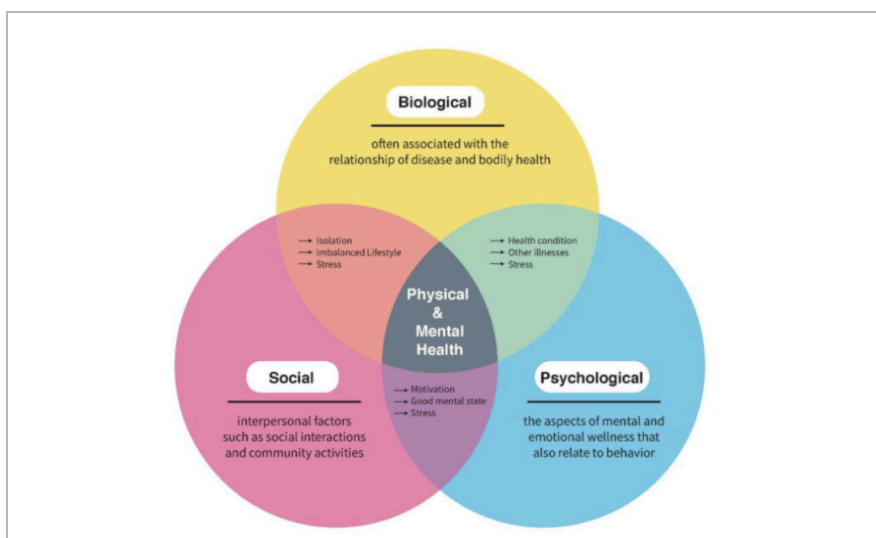 Biological
often associated with the
relationship of disease and bodily health
→ Isolation
→ Imbalanced Lifestyle
→ Stress
→ Health condition
→ Other illnesses
→ Stress
Physical
&
Mental
Health
Social
interpersonal factors
such as social interactions
and community activities
→ Motivation
→ Good mental state
→ Stress
Psychological
the aspects of mental and
emotional wellness that
also relate to behavior